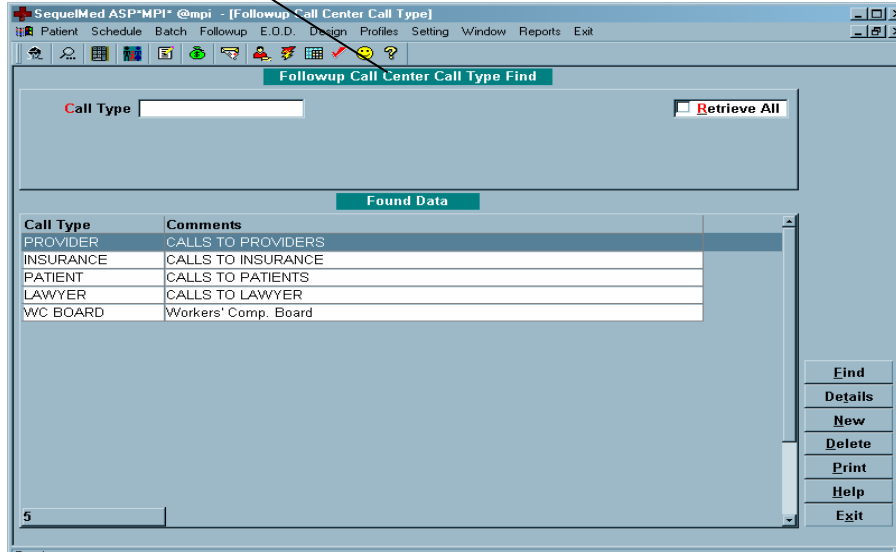 SequelMed ASP*MPI* @mpi - [Followup Call Center Call Type]
Patient Schedule Batch Followup E.O.D. Design Profiles Setting Window Reports Exit
Followup Call Center Call Type Find
Call Type Retrieve All
Found Data
Call Type Comments
PROVIDER CALLS TO PROVIDERS
INSURANCE CALLS TO INSURANCE
PATIENT CALLS TO PATIENTS
LAWYER CALLS TO LAWYER
WC BOARD Workers' Comp. Board
Find
Details
New
Delete
Print
Help
5 Exit